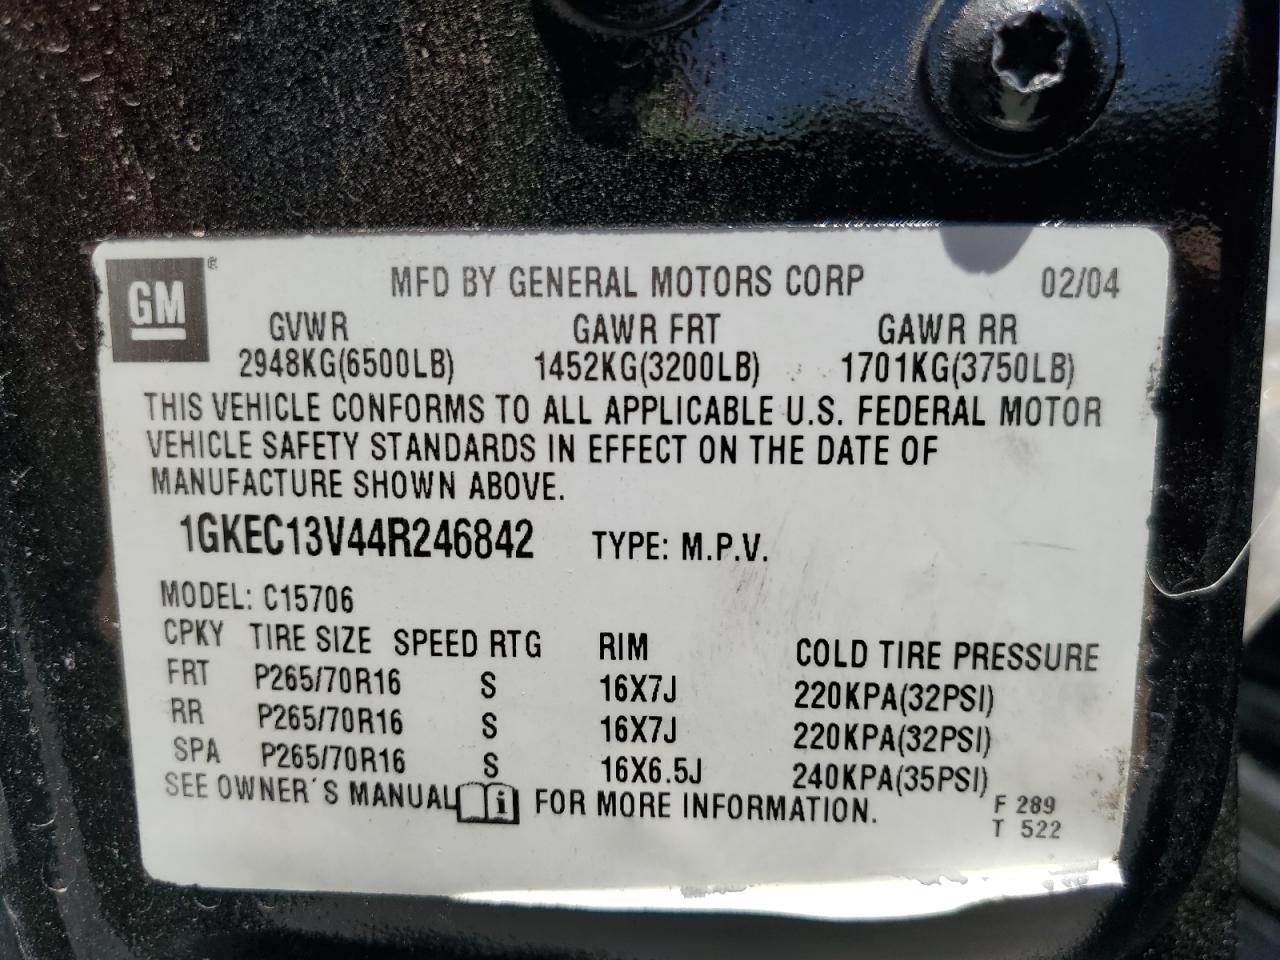 GM ®
MFD BY GENERAL MOTORS CORP 02/04
GVWR GAWR FRT GAWR RR
2948KG(6500LB) 1452KG(3200LB) 1701KG(3750LB)
THIS VEHICLE CONFORMS TO ALL APPLICABLE U.S. FEDERAL MOTOR
VEHICLE SAFETY STANDARDS IN EFFECT ON THE DATE OF
MANUFACTURE SHOWN ABOVE.
1GKEC13V44R246842 TYPE: M.P.V.
MODEL: C15706
CPKY TIRE SIZE SPEED RTG RIM COLD TIRE PRESSURE
FRT P265/70R16 S 16X7J 220KPA(32PSI)
RR P265/70R16 S 16X7J 220KPA(32PSI)
SPA P265/70R16 S 16X6.5J 240KPA(35PSI)
SEE OWNER'S MANUAL i FOR MORE INFORMATION.
F 289
T 522